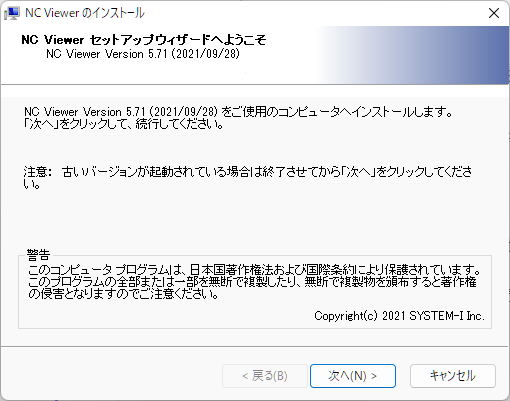 NC Viewer のインストール
NC Viewer セットアップウィザードへようこそ
NC Viewer Version 5.71 (2021/09/28)
NC Viewer Version 5.71 (2021/09/28) をご使用のコンピュータへインストールします。
「次へ」をクリックして、続行してください。
注意： 古いバージョンが起動されている場合は終了させてから「次へ」をクリックしてくださ
い。
警告
このコンピュータ プログラムは、日本国著作権法および国際条約により保護されています。
このプログラムの全部または一部を無断で複製したり、無断で複製物を頒布すると著作権
の侵害となりますのでご注意ください。
Copyright(c) 2021 SYSTEM-I Inc.
< 戻る(B)
次へ(N) >
キャンセル